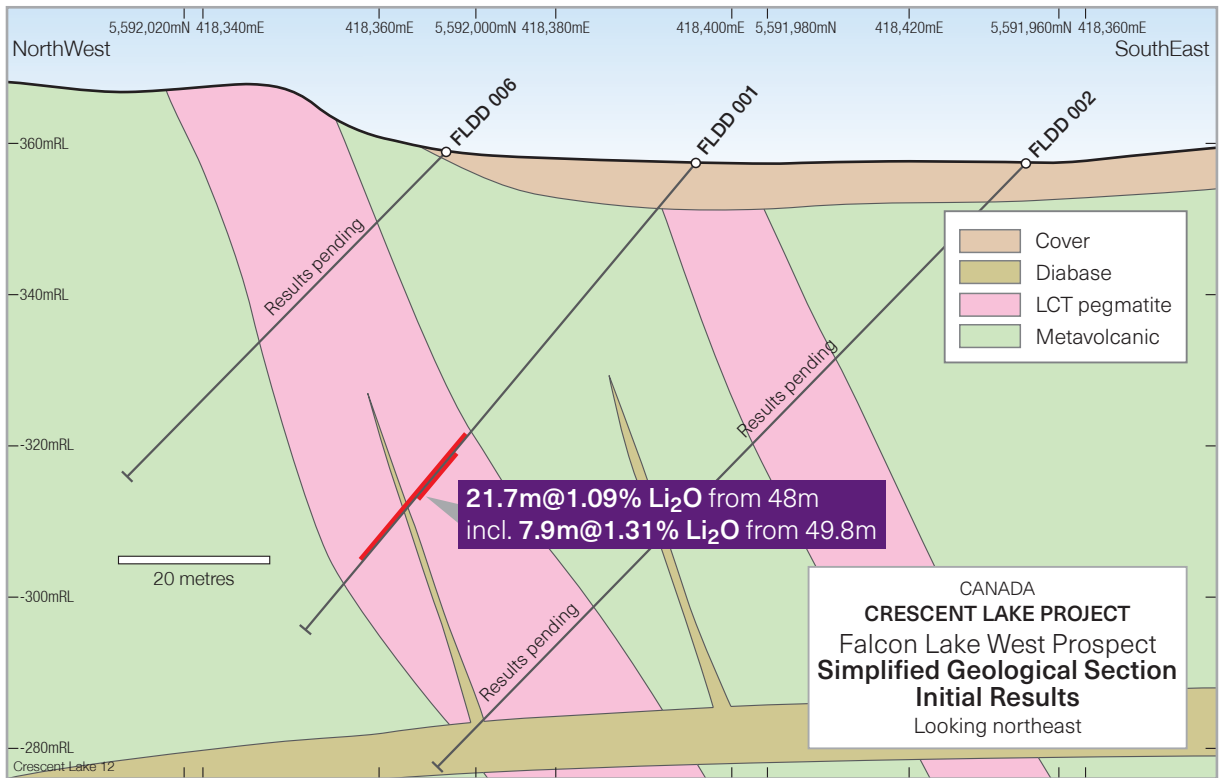 5,592,020mN 418,340mE 418,360mE 5,592,000mN 418,380mE 418,400mE 5,591,980mN 418,420mE 5,591,960mN 418,360mE
NorthWest SouthEast
FLDD 006 FLDD 001 FLDD 002
360mRL
Results pending
Cover
Diabase
LCT pegmatite
Metavolcanic
-340mRL
Results pending
-320mRL
21.7m@1.09% Li₂O from 48m
incl. 7.9m@1.31% Li₂O from 49.8m
20 metres
-300mRL
Results pending
CANADA
CRESCENT LAKE PROJECT
Falcon Lake West Prospect
Simplified Geological Section
Initial Results
Looking northeast
-280mRL
Crescent Lake 12